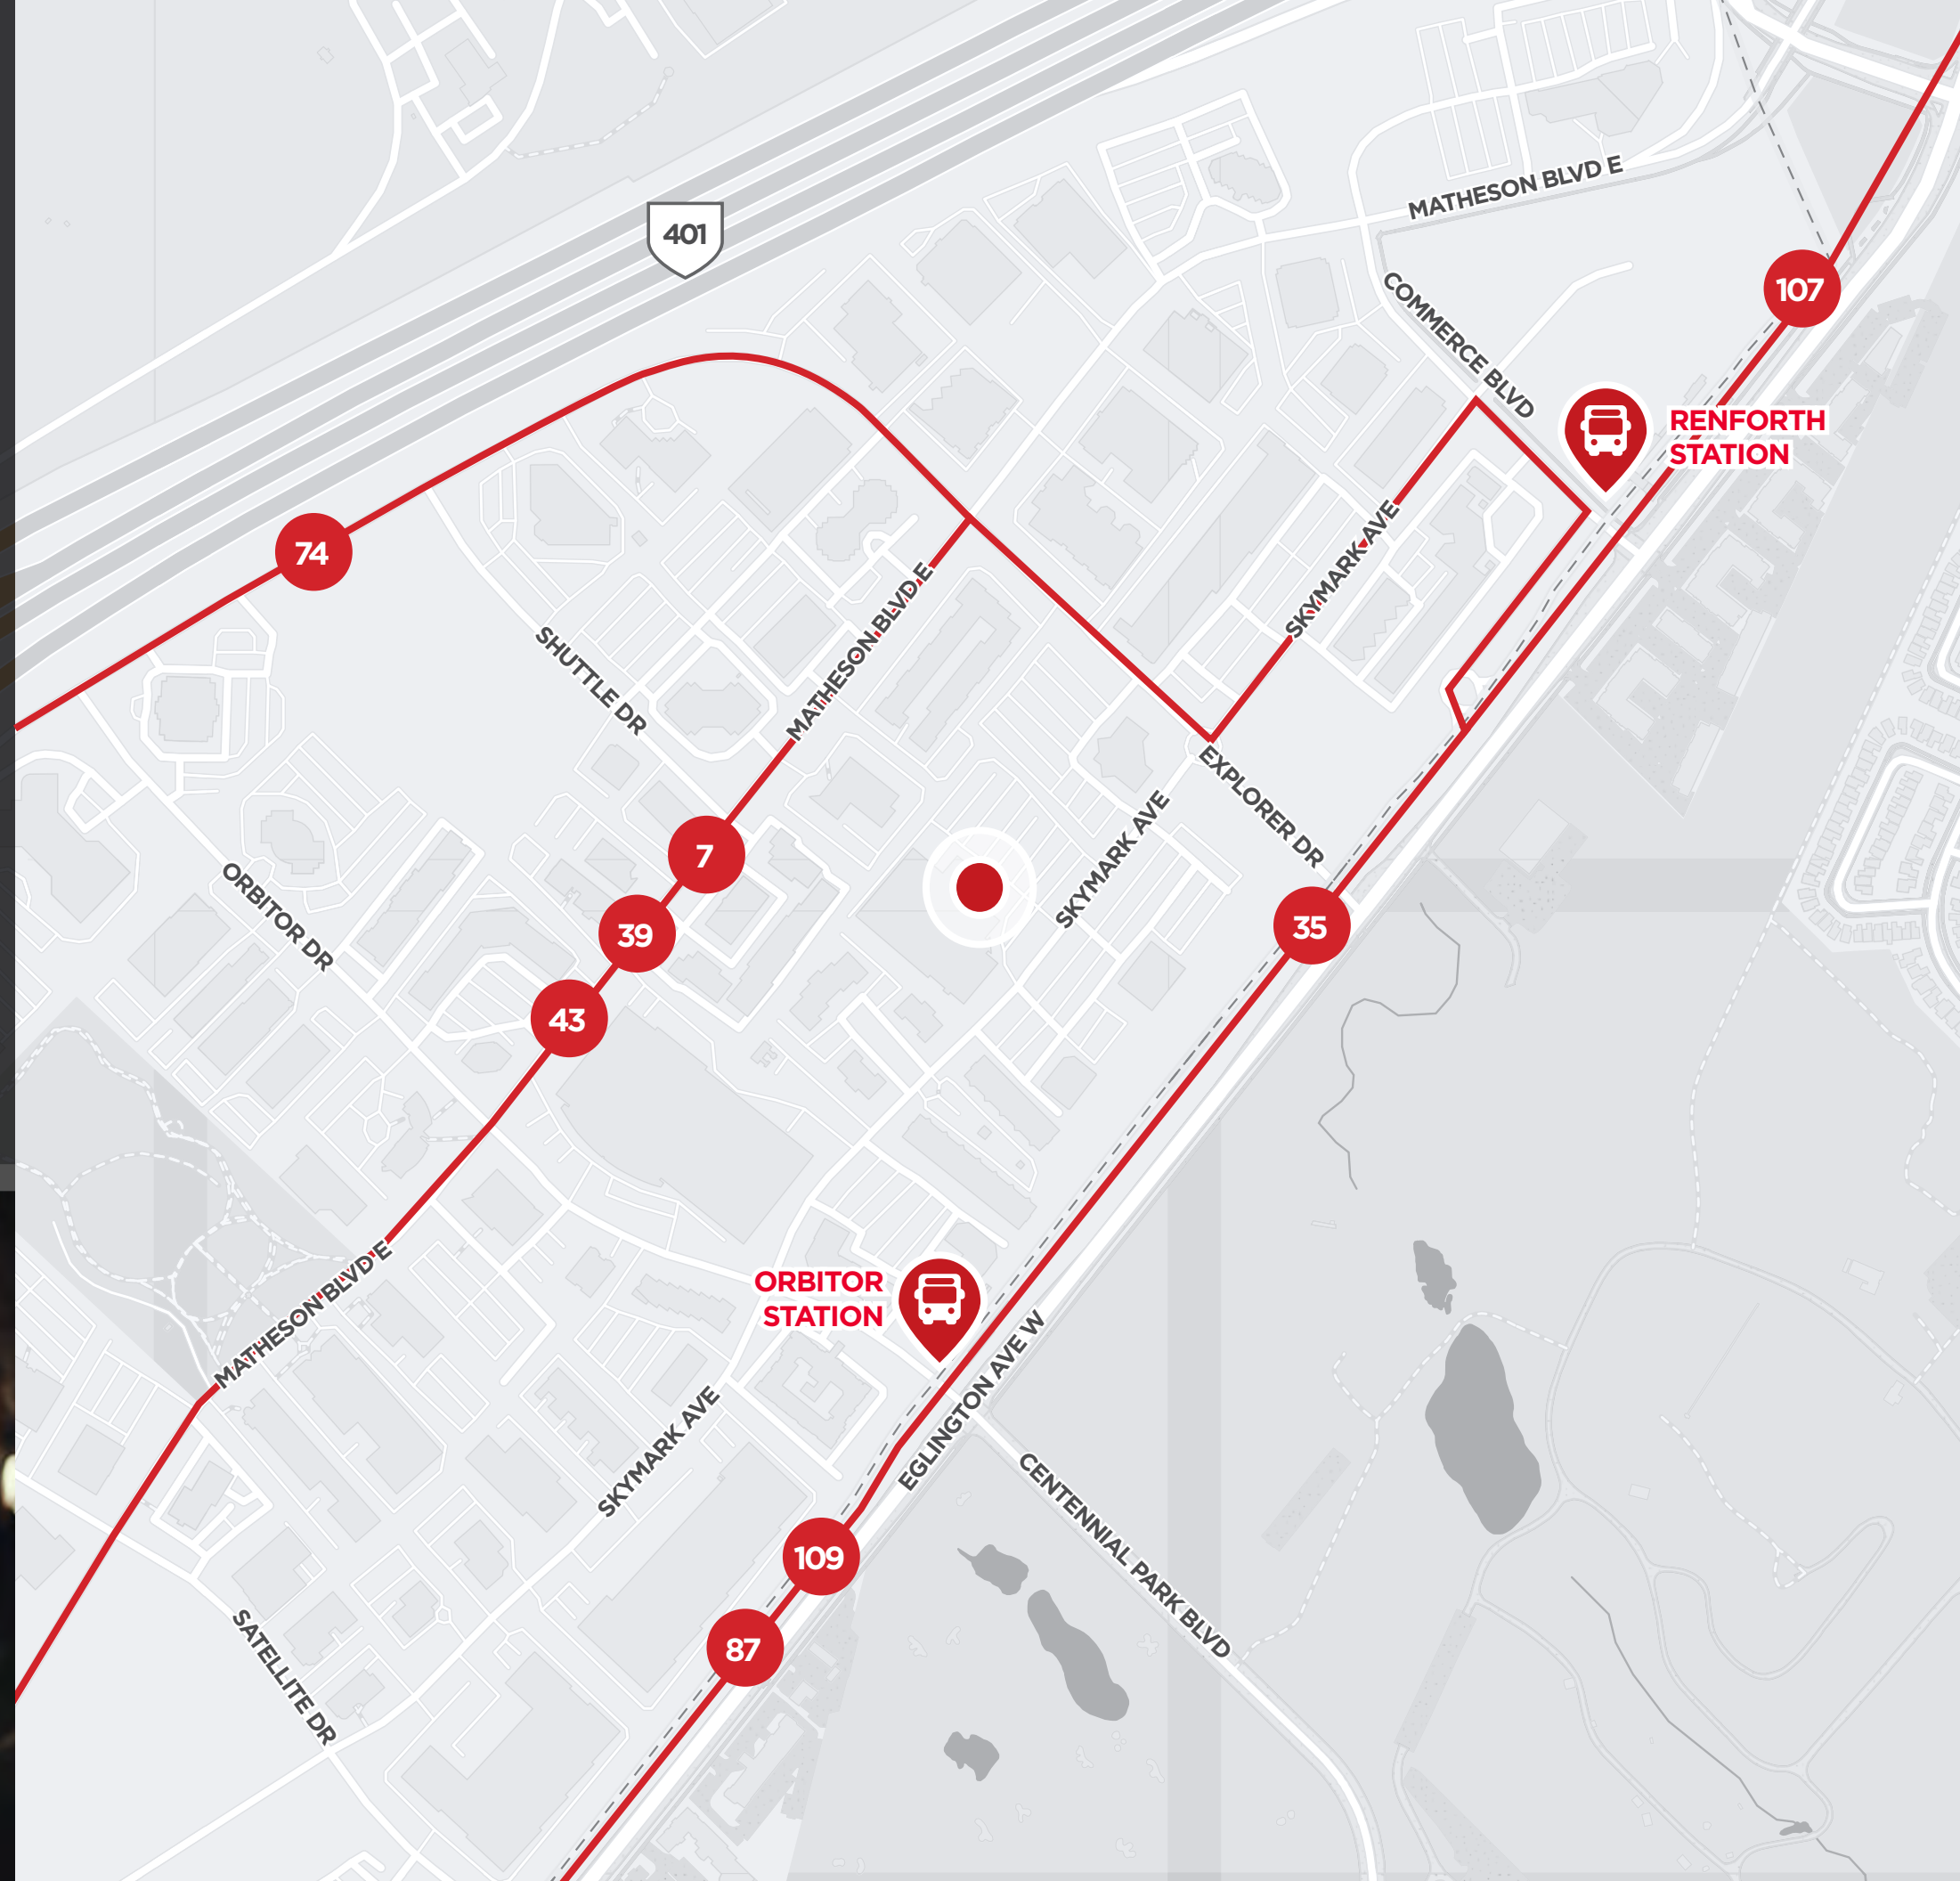 MATHESON BLVD E
401
COMMERCE BLVD
107
RENFORTH
STATION
74
SKYMARK AVE
MATHESON BLVD E
SHUTTLE DR
EXPLORER DR
7
SKYMARK AVE
ORBITOR DR
39
35
43
MATHESON BLVD E
ORBITOR
STATION
EGLINGTON AVE W
SKYMARK AVE
CENTENNIAL PARK BLVD
109
SATELLITE DR
87